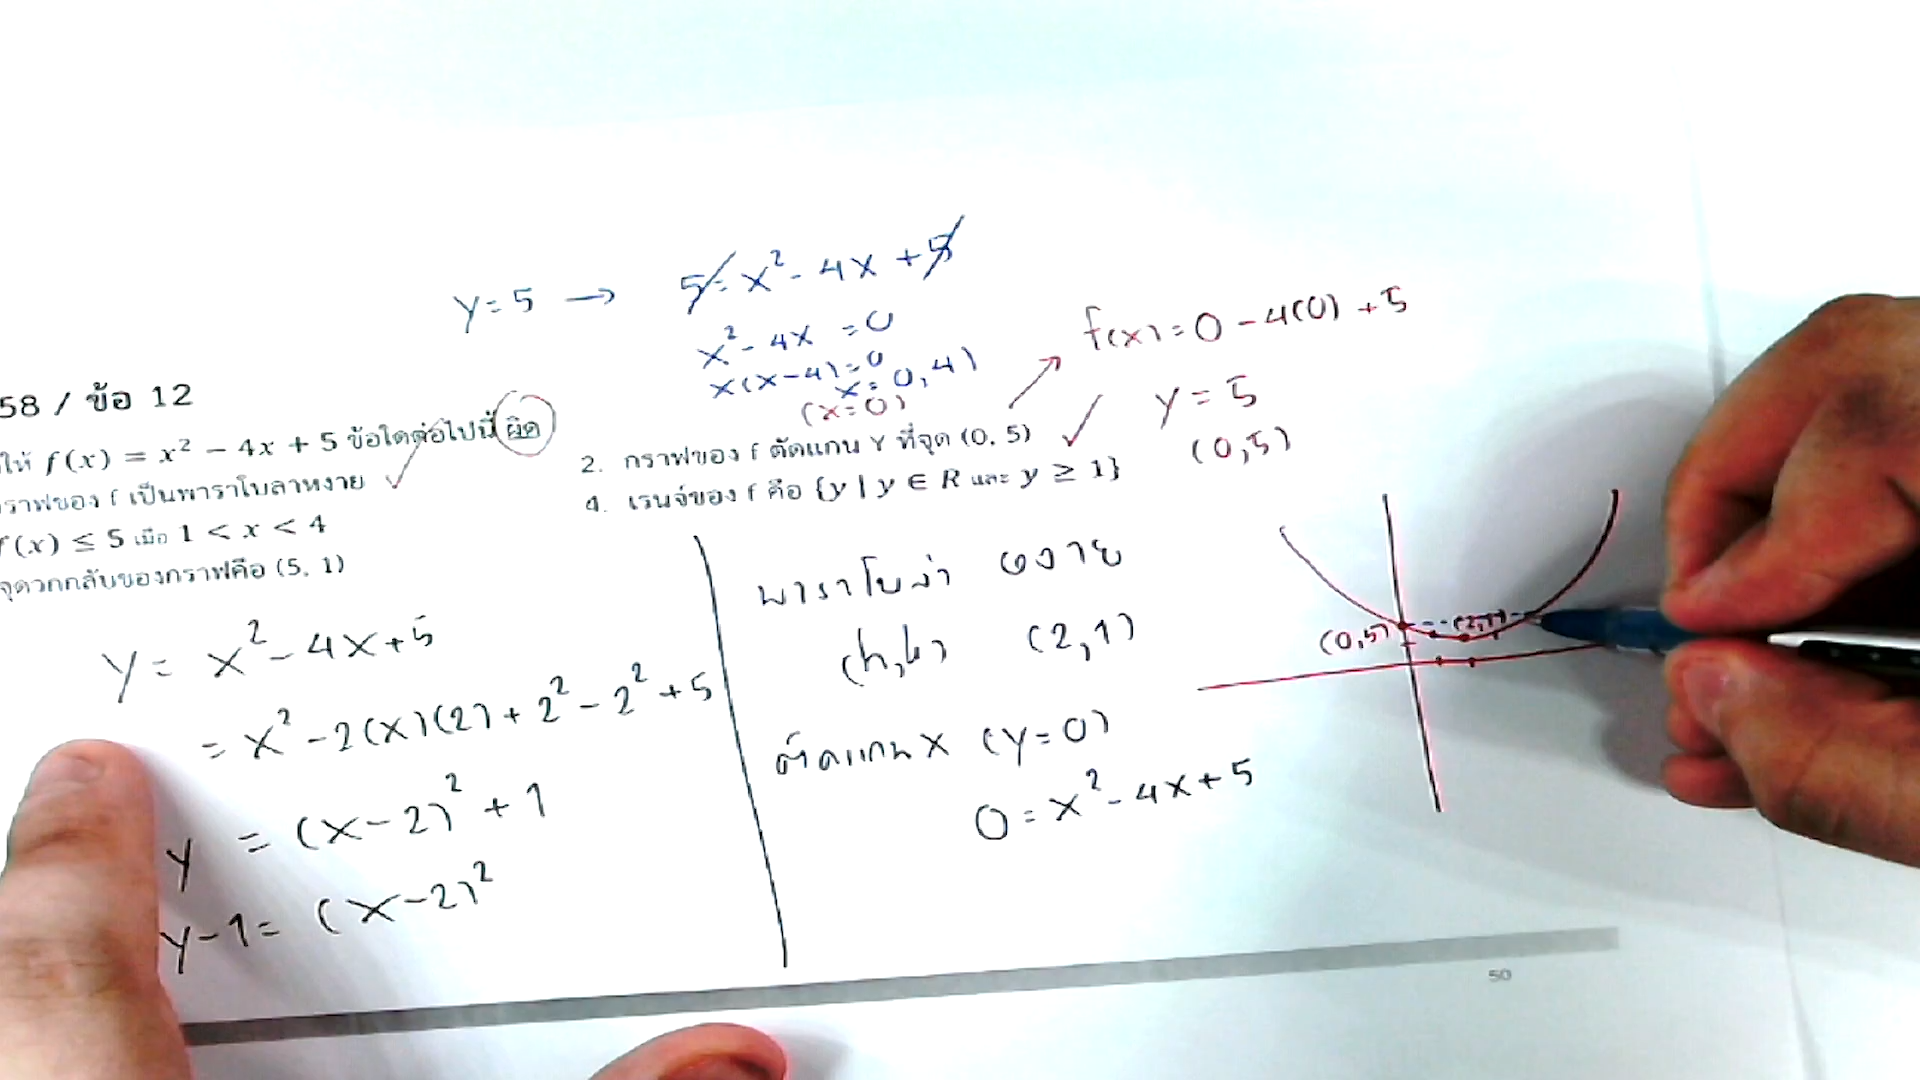 y = 5 → 5 = x² - 4x + 5
x² - 4x = 0
x(x-4) = 0
x = 0, 4)
(x = 0)
f(x) = 0 - 4(0) + 5
y = 5
(0,5)
58 / ข้อ 12
ให้ f(x) = x² − 4x + 5 ข้อใดต่อไปนี้ผิด
กราฟของ f เป็นพาราโบลาหงาย
2. กราฟของ f ตัดแกน Y ที่จุด (0, 5)
f(x) ≤ 5 เมื่อ 1 < x < 4
4. เรนจ์ของ f คือ {y | y ∈ R และ y ≥ 1}
จุดวกกลับของกราฟคือ (5, 1)
y = x² - 4x + 5
= x² - 2(x)(2) + 2² - 2² + 5
y = (x-2)² + 1
y - 1 = (x-2)²
พาราโบล่า หงาย
(h,k) (2,1)
ตัดแกน x (y=0)
0 = x² - 4x + 5
(0,5)
(2,1)
50